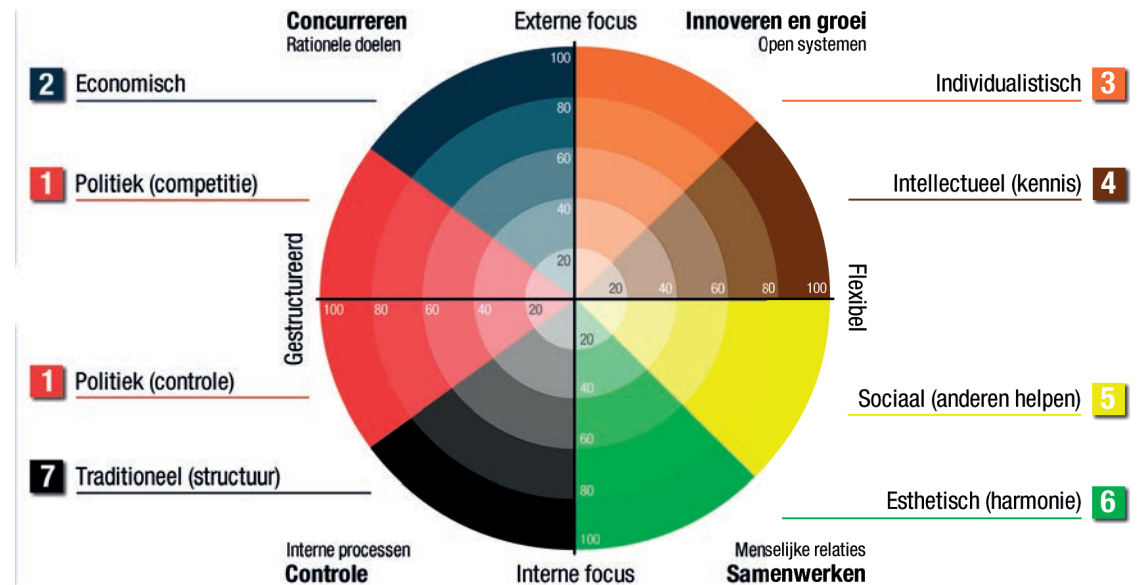 Concurreren
Rationele doelen
Externe focus
Innoveren en groei
Open systemen
2 Economisch
1 Politiek (competitie)
Individualistisch 3
Intellectueel (kennis) 4
100
80
60
40
20
Gestructureerd
100 80 60 40 20
20 40 60 80 100
Flexibel
20
40
60
80
100
1 Politiek (controle)
7 Traditioneel (structuur)
Sociaal (anderen helpen) 5
Esthetisch (harmonie) 6
Interne processen
Controle
Interne focus
Menselijke relaties
Samenwerken